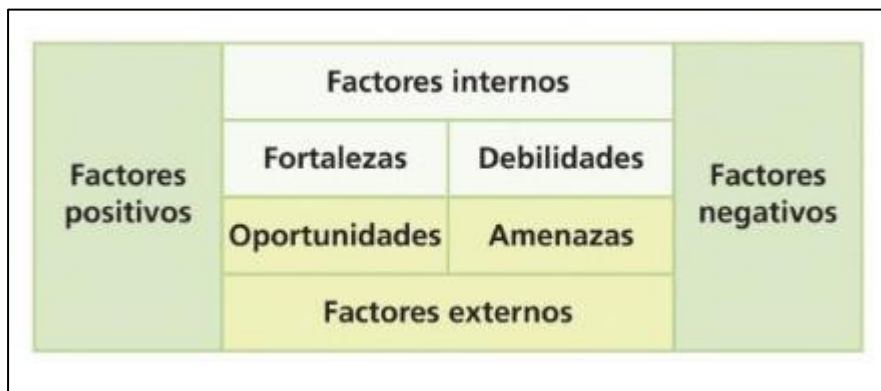 Factores internos
Fortalezas
Debilidades
Factores
positivos
Factores
negativos
Oportunidades
Amenazas
Factores externos